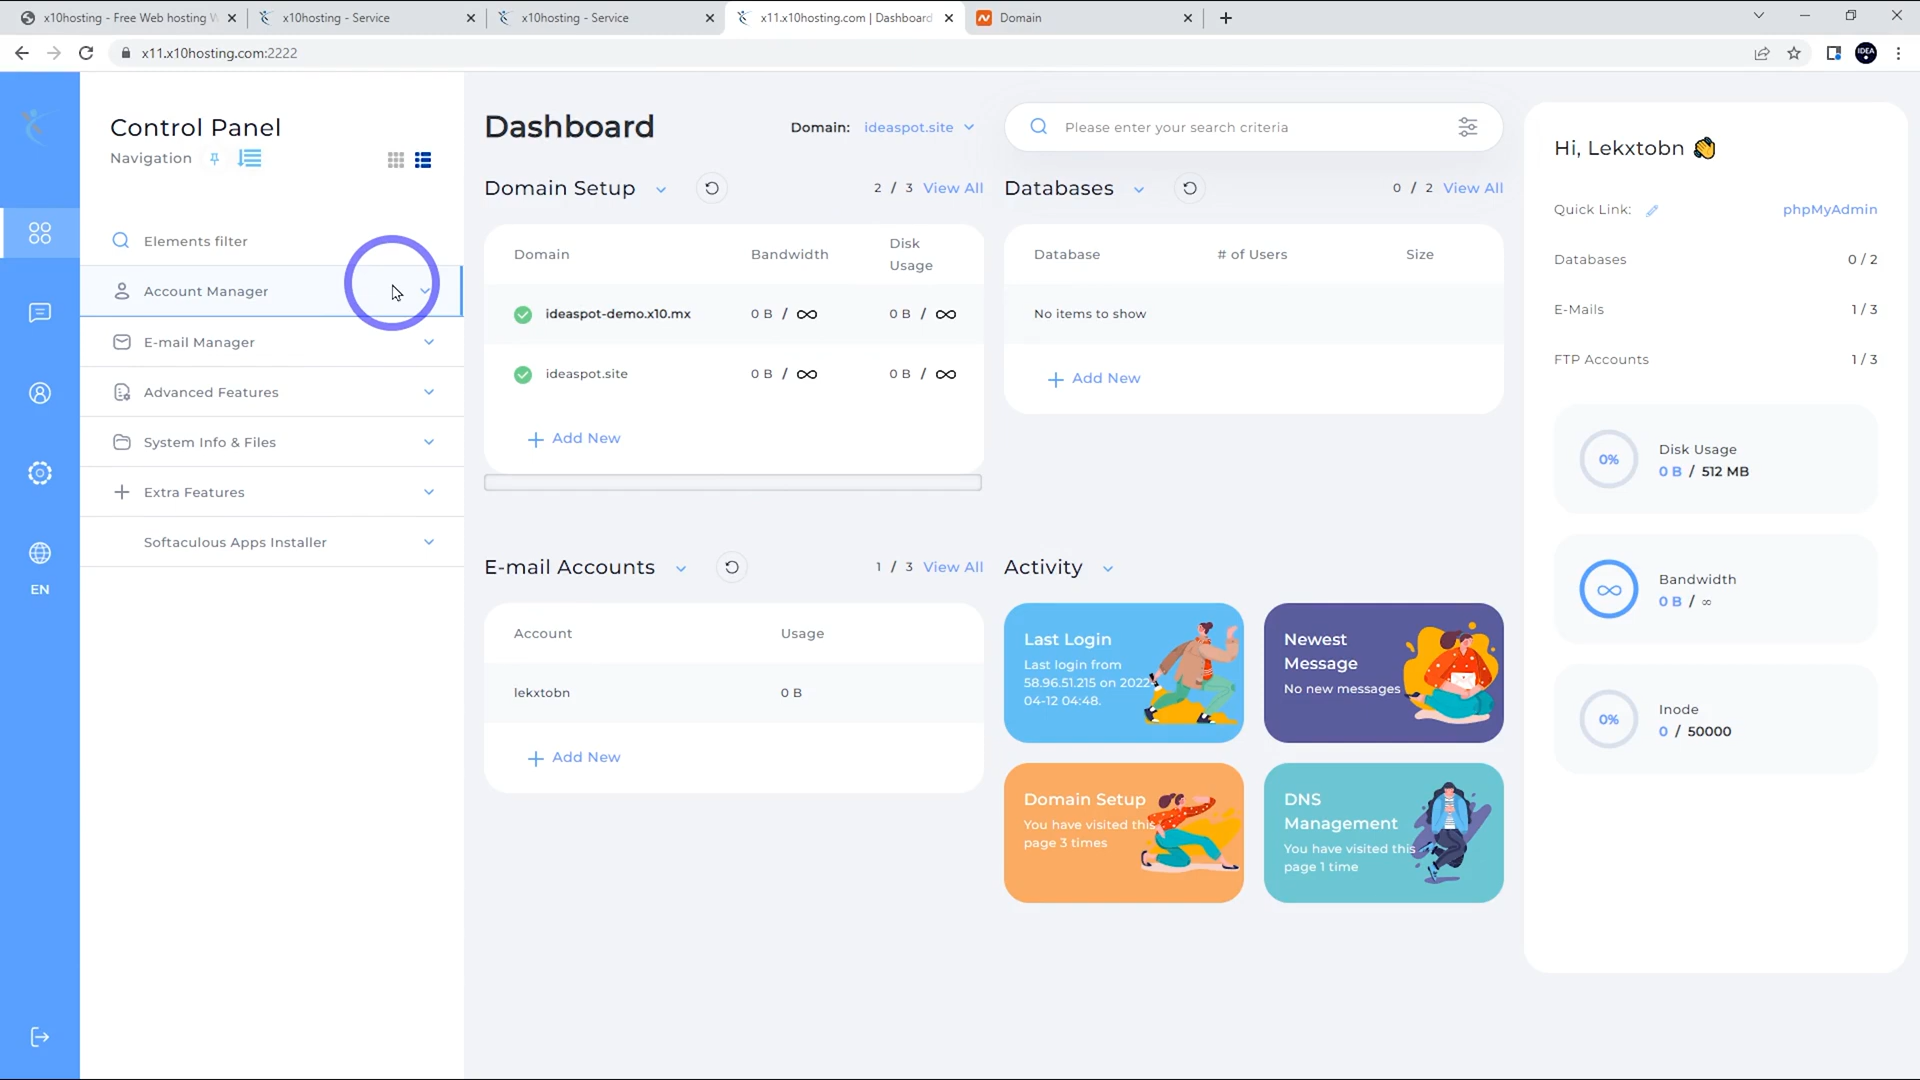 x10hosting - Free Web hosting W
x10hosting - Service
x10hosting - Service
x11.x10hosting.com | Dashboard
Domain
x11.x10hosting.com:2222
IDEA
Control Panel
Navigation
Elements filter
Account Manager
E-mail Manager
Advanced Features
System Info & Files
Extra Features
Softaculous Apps Installer
EN
Dashboard
Domain: ideaspot.site
Please enter your search criteria
Domain Setup
2 / 3 View All
Domain Bandwidth Disk
Usage
ideaspot-demo.x10.mx 0 B / ∞ 0 B / ∞
ideaspot.site 0 B / ∞ 0 B / ∞
+ Add New
Databases
0 / 2 View All
Database # of Users Size
No items to show
+ Add New
E-mail Accounts
1 / 3 View All
Account Usage
lekxtobn 0 B
+ Add New
Activity
Last Login
Last login from
58.96.51.215 on 2022-
04-12 04:48.
Newest
Message
No new messages
Domain Setup
You have visited this
page 3 times
DNS
Management
You have visited this
page 1 time
Hi, Lekxtobn 👋
Quick Link: phpMyAdmin
Databases 0 / 2
E-Mails 1 / 3
FTP Accounts 1 / 3
0%
Disk Usage
0 B / 512 MB
∞
Bandwidth
0 B / ∞
0%
Inode
0 / 50000